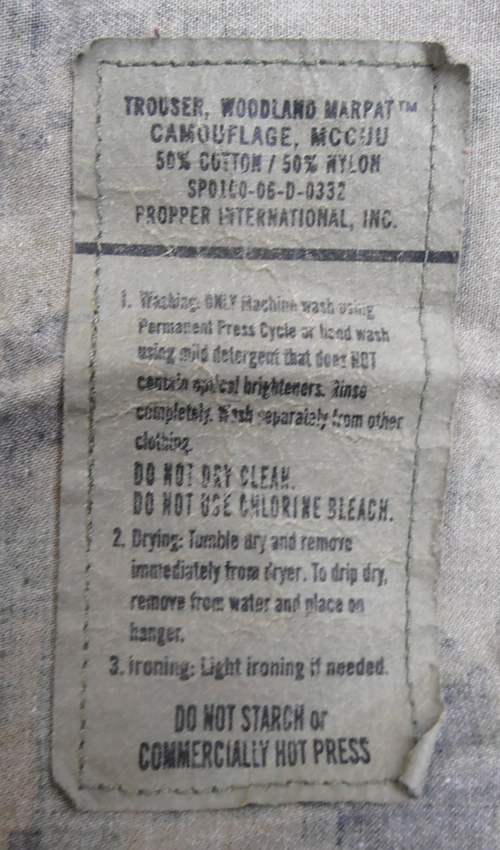 TROUSER, WOODLAND MARPAT™
CAMOUFLAGE, MCCUU
50% COTTON / 50% NYLON
SPO100-06-D-0332
PROPPER INTERNATIONAL, INC.
1. Washing: ONLY Machine wash using
Permanent Press Cycle or hand wash
using mild detergent that does NOT
contain optical brighteners. Rinse
completely. Wash separately from other
clothing.
DO NOT DRY CLEAN.
DO NOT USE CHLORINE BLEACH.
2. Drying: Tumble dry and remove
immediately from dryer. To drip dry,
remove from water and place on
hanger.
3. Ironing: Light ironing if needed.
DO NOT STARCH or
COMMERCIALLY HOT PRESS